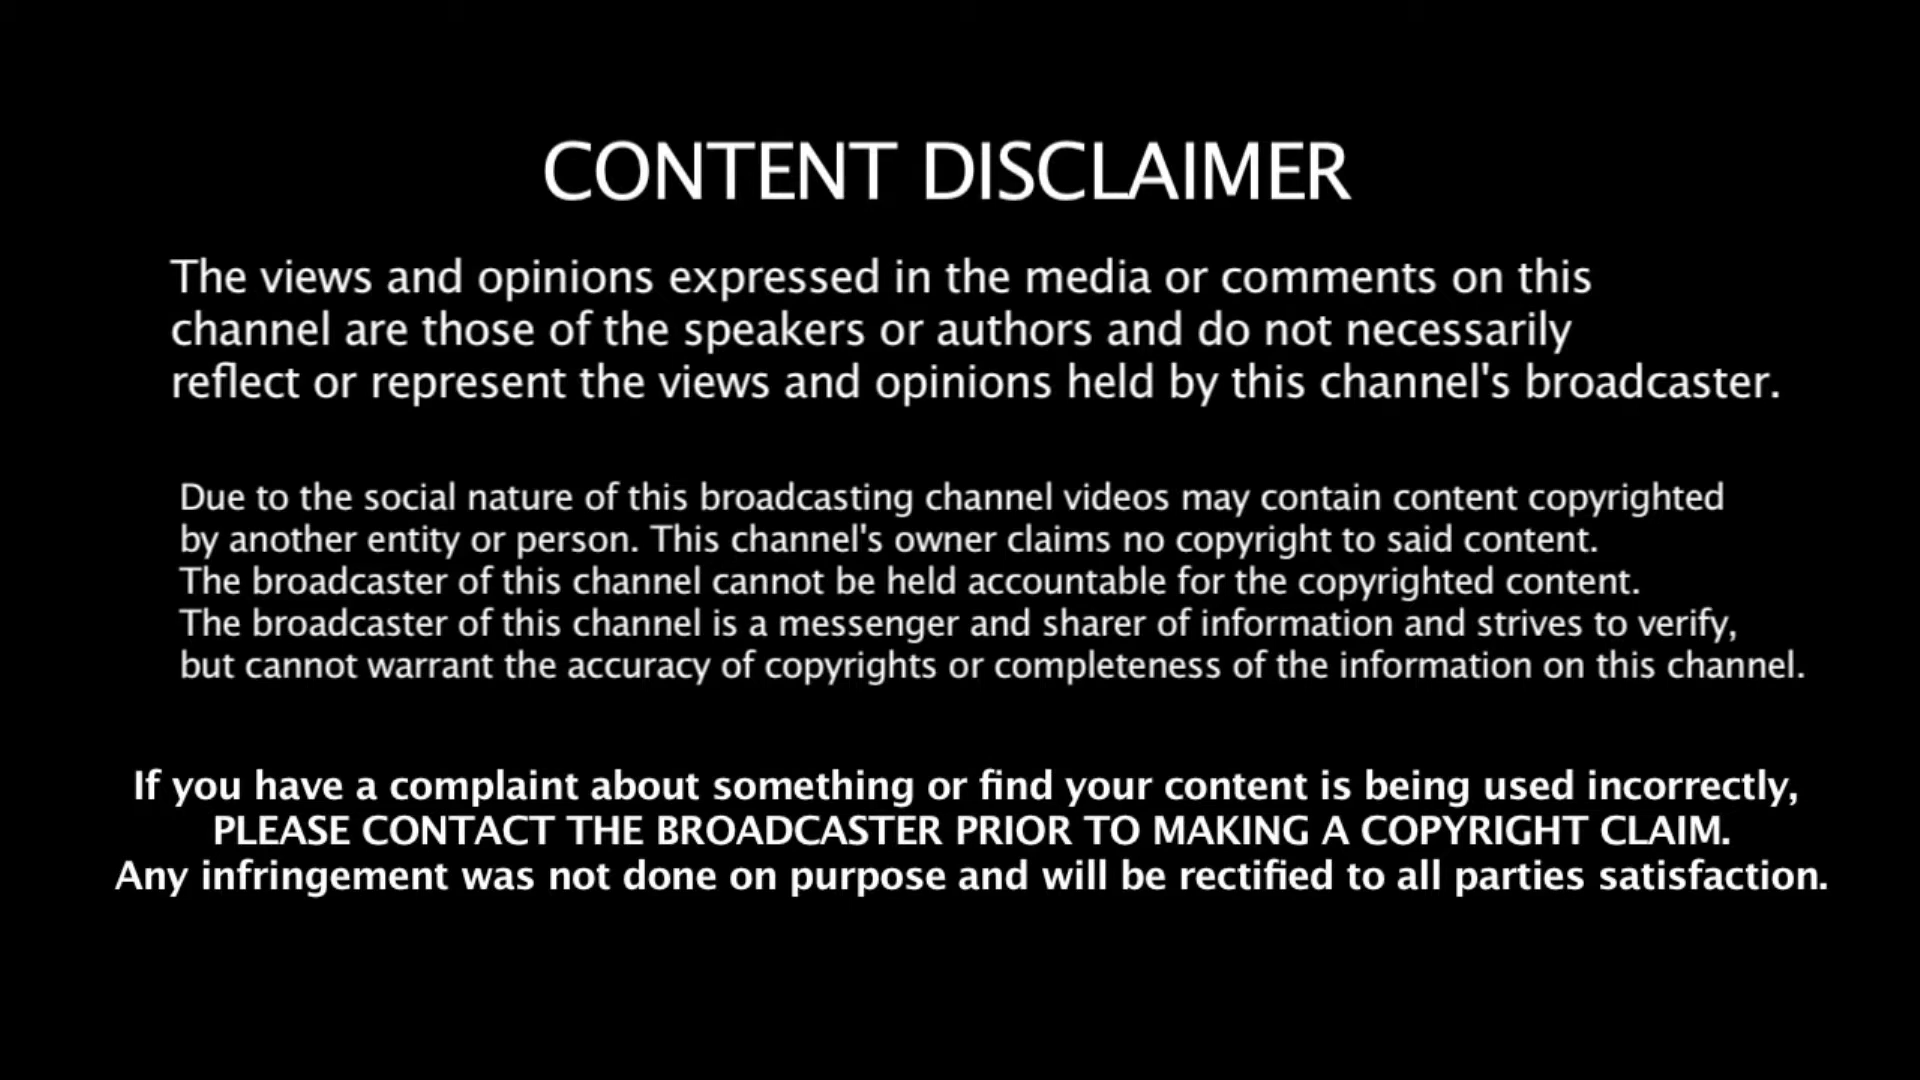 CONTENT DISCLAIMER
The views and opinions expressed in the media or comments on this
channel are those of the speakers or authors and do not necessarily
reflect or represent the views and opinions held by this channel's broadcaster.
Due to the social nature of this broadcasting channel videos may contain content copyrighted
by another entity or person. This channel's owner claims no copyright to said content.
The broadcaster of this channel cannot be held accountable for the copyrighted content.
The broadcaster of this channel is a messenger and sharer of information and strives to verify,
but cannot warrant the accuracy of copyrights or completeness of the information on this channel.
If you have a complaint about something or find your content is being used incorrectly,
PLEASE CONTACT THE BROADCASTER PRIOR TO MAKING A COPYRIGHT CLAIM.
Any infringement was not done on purpose and will be rectified to all parties satisfaction.